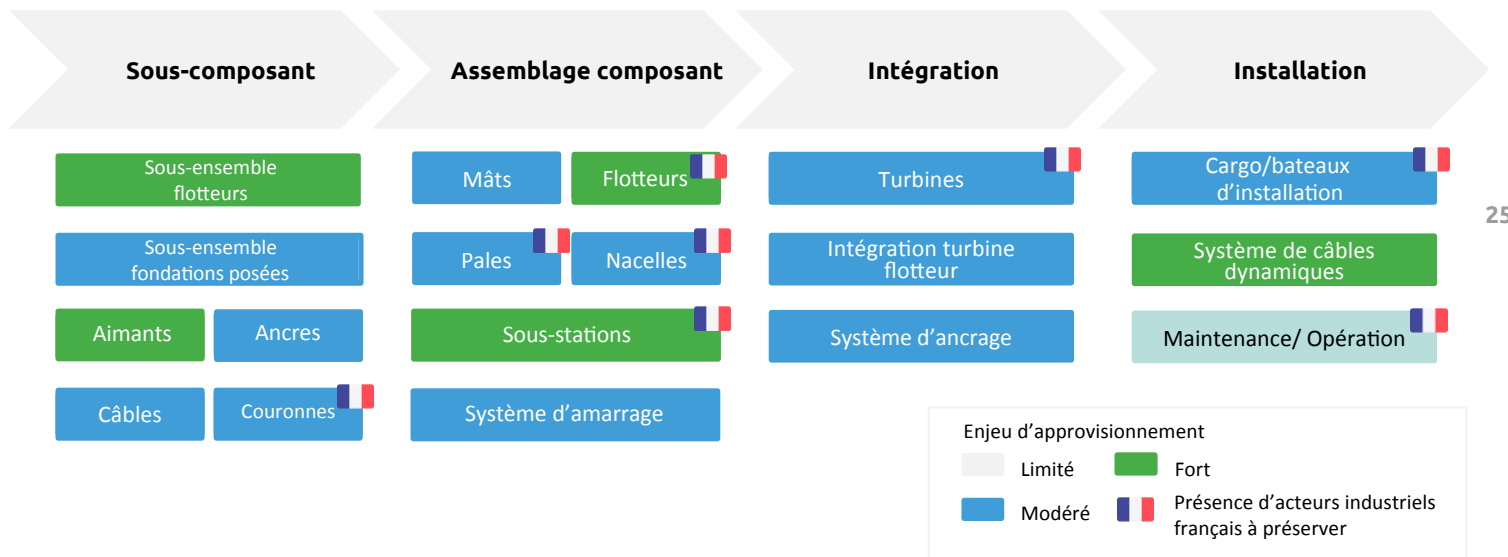 Sous-composant
Assemblage composant
Intégration
Installation
Sous-ensemble
flotteurs
Mâts
Flotteurs
Turbines
Cargo/bateaux
d'installation
25
Sous-ensemble
fondations posées
Pales
Nacelles
Intégration turbine
flotteur
Système de câbles
dynamiques
Aimants
Ancres
Sous-stations
Système d'ancrage
Maintenance/ Opération
Câbles
Couronnes
Système d'amarrage
Enjeu d'approvisionnement
Limité
Fort
Modéré
Présence d'acteurs industriels
français à préserver